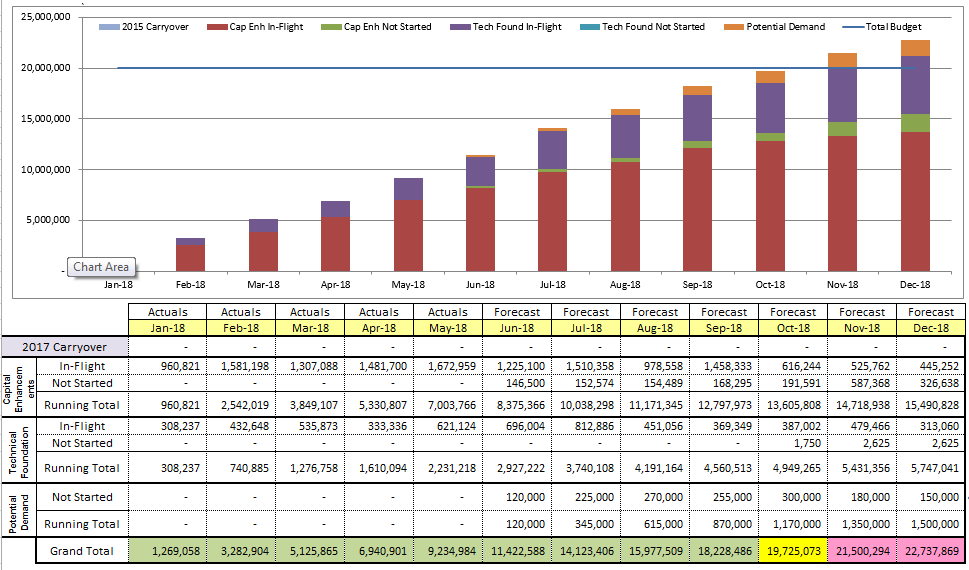 25,000,000
2015 Carryover Cap Enh In-Flight Cap Enh Not Started Tech Found In-Flight Tech Found Not Started Potential Demand Total Budget
20,000,000
15,000,000
10,000,000
5,000,000
-
Chart Area
Jan-18 Feb-18 Mar-18 Apr-18 May-18 Jun-18 Jul-18 Aug-18 Sep-18 Oct-18 Nov-18 Dec-18
Actuals Actuals Actuals Actuals Actuals Forecast Forecast Forecast Forecast Forecast Forecast Forecast
Jan-18 Feb-18 Mar-18 Apr-18 May-18 Jun-18 Jul-18 Aug-18 Sep-18 Oct-18 Nov-18 Dec-18
2017 Carryover - - - - - - - - - - - -
Capital
Enhancem
ents
In-Flight 960,821 1,581,198 1,307,088 1,481,700 1,672,959 1,225,100 1,510,358 978,558 1,458,333 616,244 525,762 445,252
Not Started - - - - - 146,500 152,574 154,489 168,295 191,591 587,368 326,638
Running Total 960,821 2,542,019 3,849,107 5,330,807 7,003,766 8,375,366 10,038,298 11,171,345 12,797,973 13,605,808 14,718,938 15,490,828
Technical
Foundation
In-Flight 308,237 432,648 535,873 333,336 621,124 696,004 812,886 451,056 369,349 387,002 479,466 313,060
Not Started - - - - - - - - - 1,750 2,625 2,625
Running Total 308,237 740,885 1,276,758 1,610,094 2,231,218 2,927,222 3,740,108 4,191,164 4,560,513 4,949,265 5,431,356 5,747,041
Potential
Demand
Not Started - - - - - 120,000 225,000 270,000 255,000 300,000 180,000 150,000
Running Total - - - - - 120,000 345,000 615,000 870,000 1,170,000 1,350,000 1,500,000
Grand Total 1,269,058 3,282,904 5,125,865 6,940,901 9,234,984 11,422,588 14,123,406 15,977,509 18,228,486 19,725,073 21,500,294 22,737,869